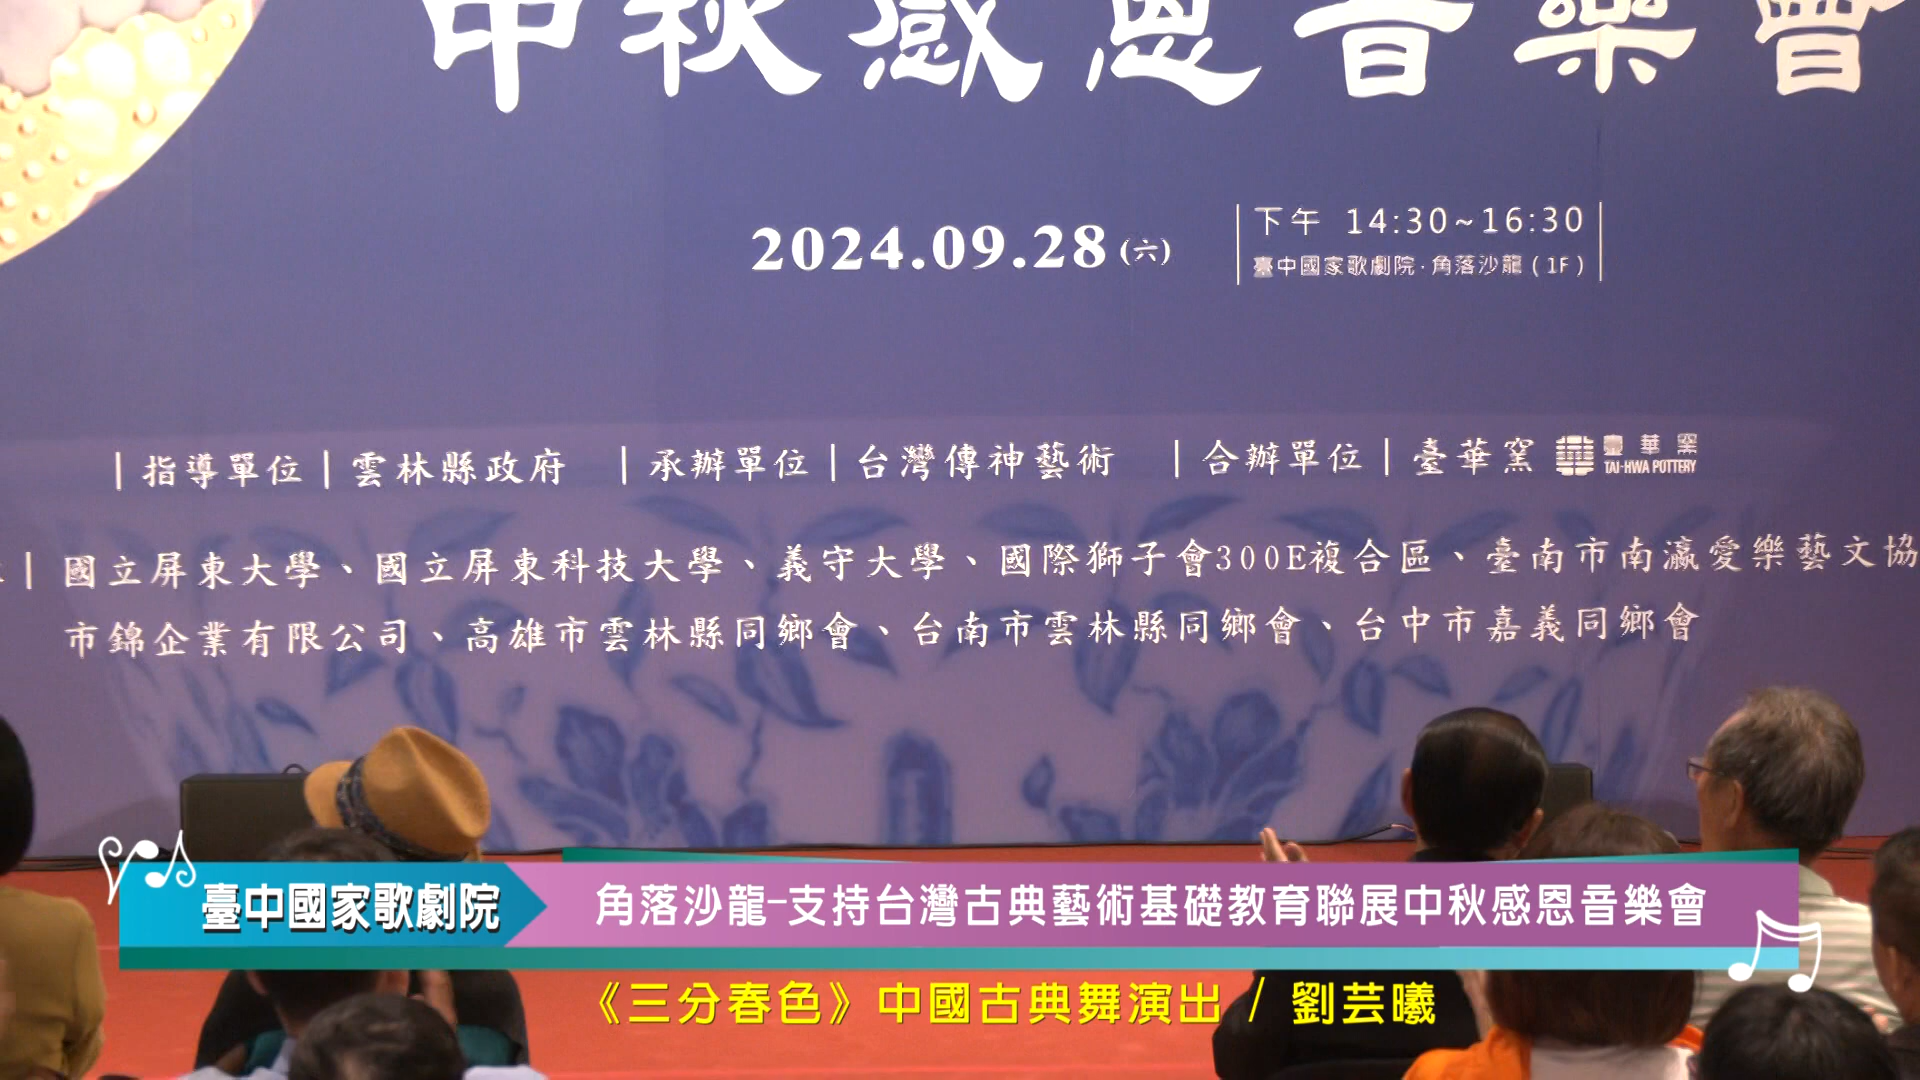 中秋感恩音樂會
2024.09.28(六)
下午 14:30~16:30
臺中國家歌劇院·角落沙龍(1F)
|指導單位|雲林縣政府 |承辦單位|台灣傳神藝術 |合辦單位|臺華窯 臺華窯
TAI-HWA POTTERY
| 國立屏東大學、國立屏東科技大學、義守大學、國際獅子會300E複合區、臺南市南瀛愛樂藝文協
市錦企業有限公司、高雄市雲林縣同鄉會、台南市雲林縣同鄉會、台中市嘉義同鄉會
臺中國家歌劇院
角落沙龍-支持台灣古典藝術基礎教育聯展中秋感恩音樂會
《三分春色》中國古典舞演出 / 劉芸曦